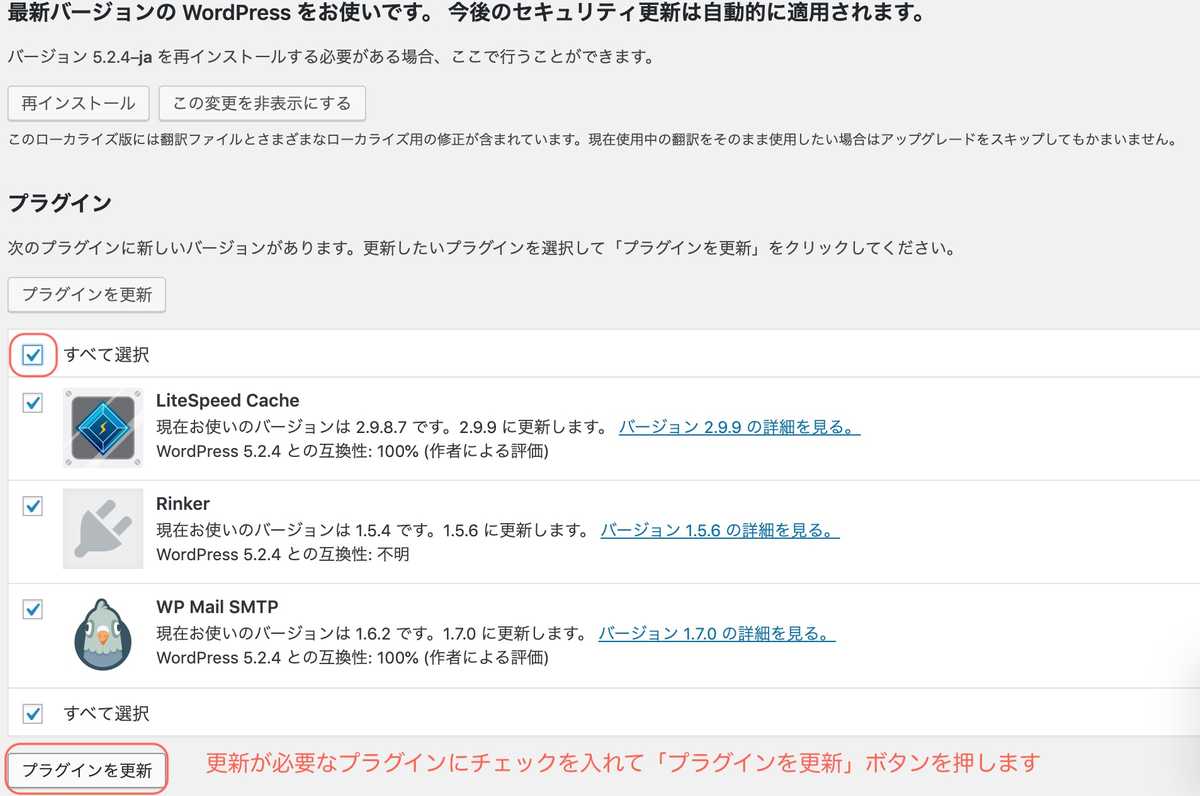 最新バージョンの WordPress をお使いです。 今後のセキュリティ更新は自動的に適用されます。
バージョン 5.2.4–ja を再インストールする必要がある場合、ここで行うことができます。
再インストール この変更を非表示にする
このローカライズ版には翻訳ファイルとさまざまなローカライズ用の修正が含まれています。現在使用中の翻訳をそのまま使用したい場合はアップグレードをスキップしてもかまいません。
プラグイン
次のプラグインに新しいバージョンがあります。更新したいプラグインを選択して「プラグインを更新」をクリックしてください。
プラグインを更新
すべて選択
LiteSpeed Cache
現在お使いのバージョンは 2.9.8.7 です。2.9.9 に更新します。 バージョン 2.9.9 の詳細を見る。
WordPress 5.2.4 との互換性: 100% (作者による評価)
Rinker
現在お使いのバージョンは 1.5.4 です。1.5.6 に更新します。 バージョン 1.5.6 の詳細を見る。
WordPress 5.2.4 との互換性: 不明
WP Mail SMTP
現在お使いのバージョンは 1.6.2 です。1.7.0 に更新します。 バージョン 1.7.0 の詳細を見る。
WordPress 5.2.4 との互換性: 100% (作者による評価)
すべて選択
プラグインを更新 更新が必要なプラグインにチェックを入れて「プラグインを更新」ボタンを押します